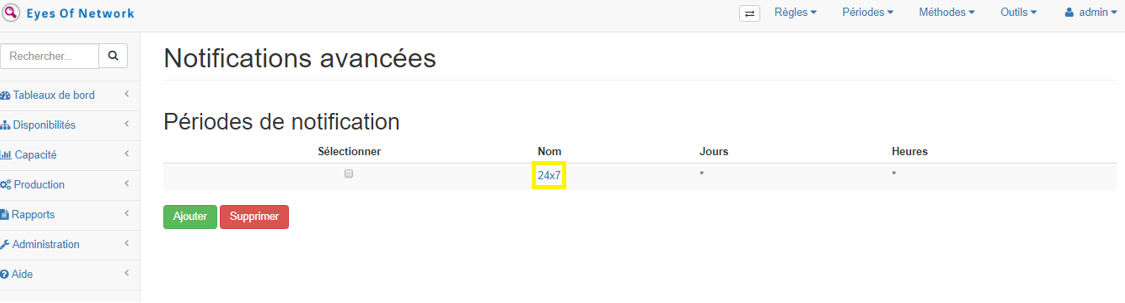 Eyes Of Network
Règles Périodes Méthodes Outils admin
Rechercher...
Notifications avancées
Tableaux de bord
Disponibilités
Capacité
Production
Rapports
Administration
Aide
Périodes de notification
Sélectionner Nom Jours Heures
24x7 * *
Ajouter Supprimer